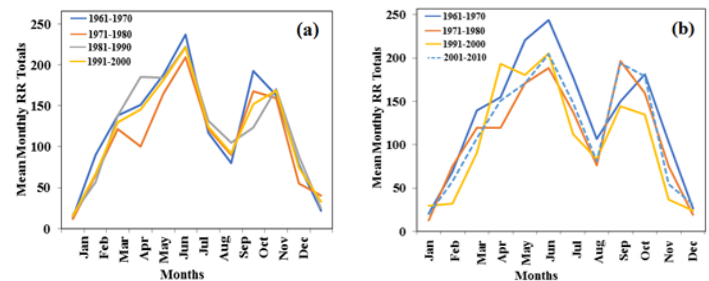 (a)
1961-1970
1971-1980
1981-1990
1991-2000
Mean Monthly RR Totals
250
200
150
100
50
0
Jan Feb Mar Apr May Jun Jul Aug Sep Oct Nov Dec
Months
(b)
1961-1970
1971-1980
1991-2000
2001-2010
Mean Monthly RR Totals
250
200
150
100
50
0
Jan Feb Mar Apr May Jun Jul Aug Sep Oct Nov Dec
Months